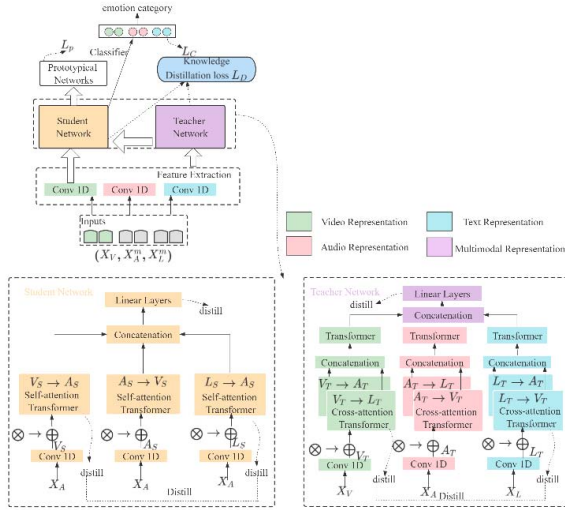 emotion category
L_p
Classifier
L_C
Prototypical
Networks
Knowledge
Distillation loss L_D
Student
Network
Teacher
Network
Feature Extraction
Conv 1D
Conv 1D
Conv 1D
Inputs
(X_V, X_A^m, X_L^m)
Video Representation
Text Representation
Audio Representation
Multimodal Representation
Student Network
Linear Layers
distill
Concatenation
V_S → A_S
Self-attention
Transformer
A_S → V_S
Self-attention
Transformer
L_S → A_S
Self-attention
Transformer
⊗ → ⊕
V_S
⊗ → ⊕
A_S
⊗ → ⊕
L_S
distill
distill
Conv 1D
Conv 1D
Conv 1D
X_A
X_A
X_A
Distill
Teacher Network
Linear Layers
distill
Concatenation
Transformer
Transformer
Transformer
Concatenation
Concatenation
Concatenation
V_T → A_T
A_T → L_T
L_T → A_T
V_T → L_T
A_T → V_T
L_T → V_T
Cross-attention
Transformer
Cross-attention
Transformer
Cross-attention
Transformer
⊗ → ⊕ V_T
⊗ → ⊕ A_T
⊗ → ⊕ L_T
Conv 1D
Conv 1D
Conv 1D
distill
distill
X_V
X_A
X_L
Distill